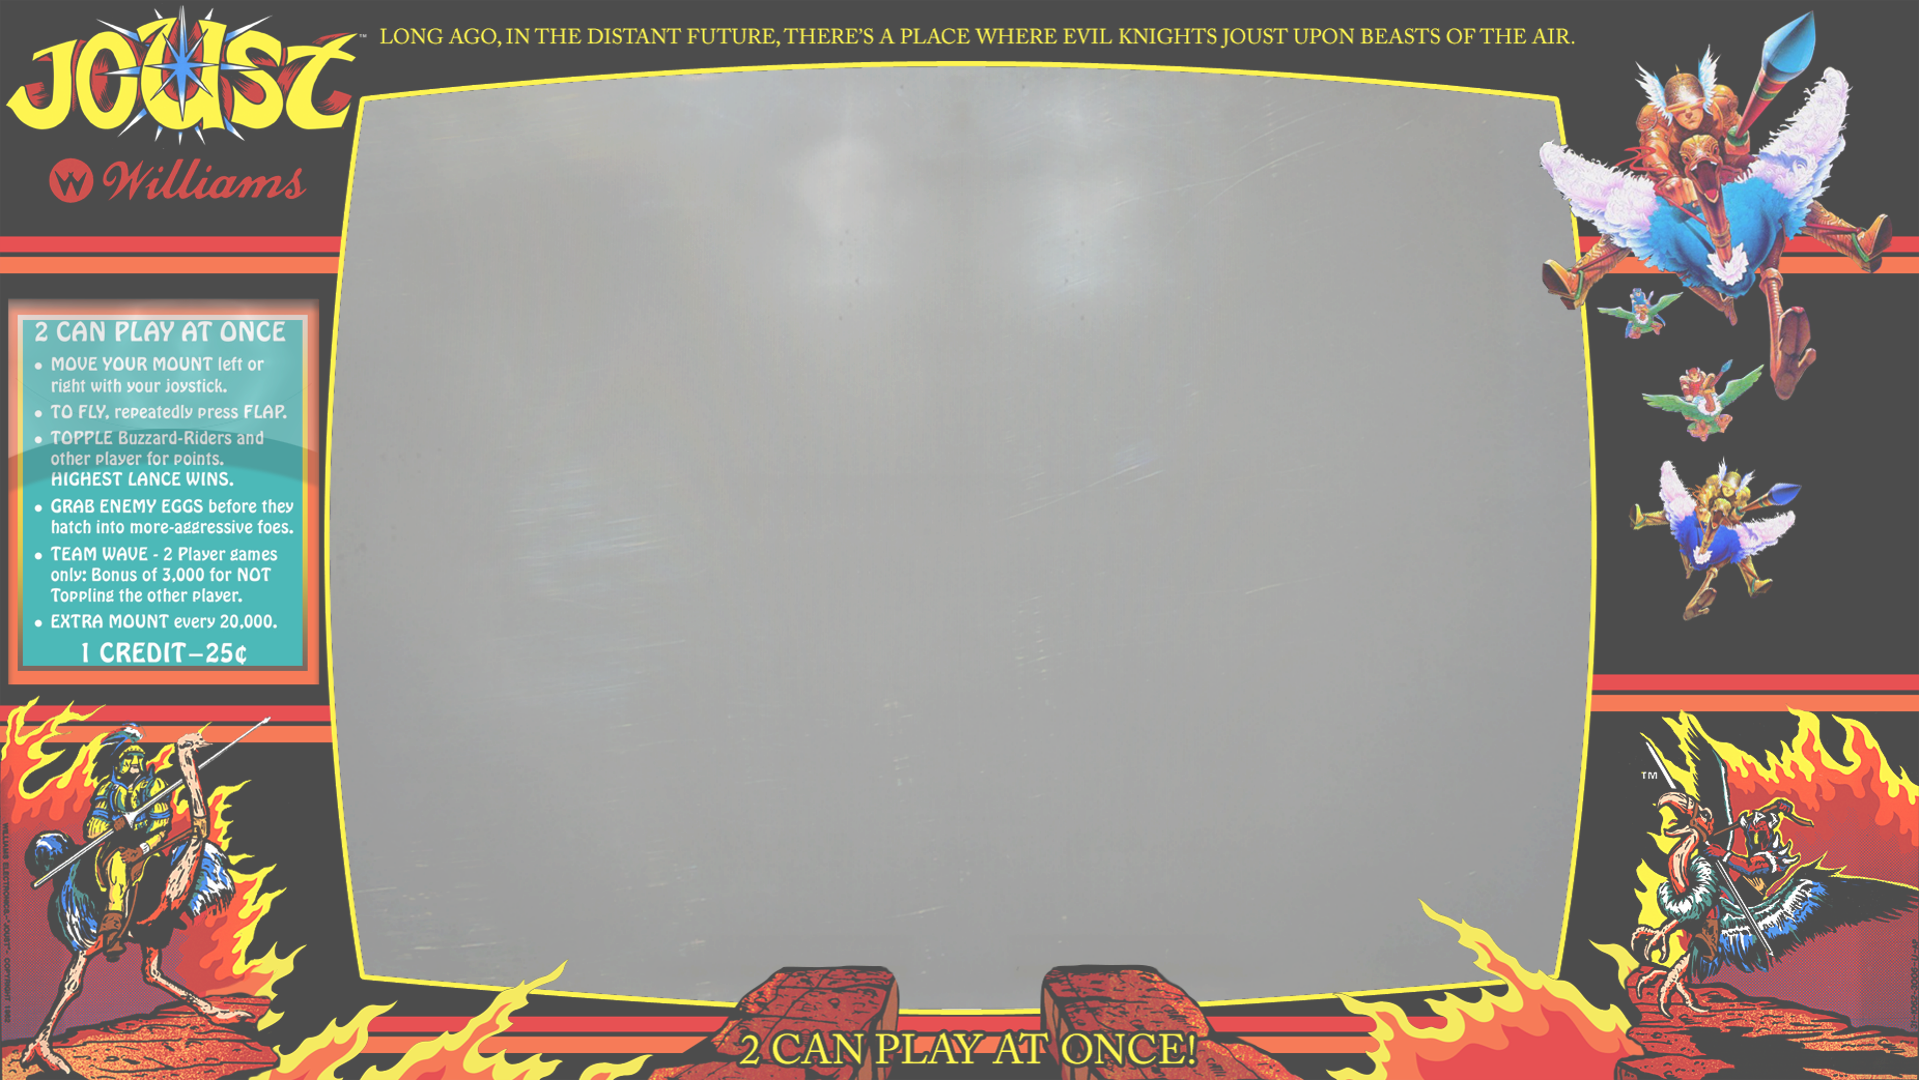 JOUST™
LONG AGO, IN THE DISTANT FUTURE, THERE'S A PLACE WHERE EVIL KNIGHTS JOUST UPON BEASTS OF THE AIR.
W Williams
2 CAN PLAY AT ONCE
• MOVE YOUR MOUNT left or
right with your joystick.
• TO FLY, repeatedly press FLAP.
• TOPPLE Buzzard-Riders and
other player for points.
HIGHEST LANCE WINS.
• GRAB ENEMY EGGS before they
hatch into more-aggressive foes.
• TEAM WAVE - 2 Player games
only: Bonus of 3,000 for NOT
Toppling the other player.
• EXTRA MOUNT every 20,000.
1 CREDIT–25¢
TM
2 CAN PLAY AT ONCE!